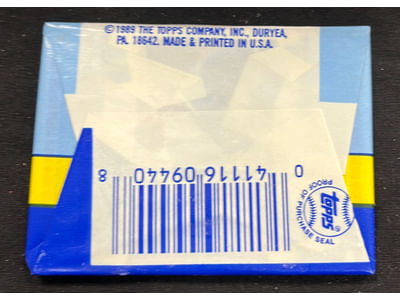 ©1989 THE TOPPS COMPANY, INC., DURYEA,
PA. 18642. MADE & PRINTED IN U.S.A.
0 41116 09440 8
topps
PROOF OF PURCHASE SEAL